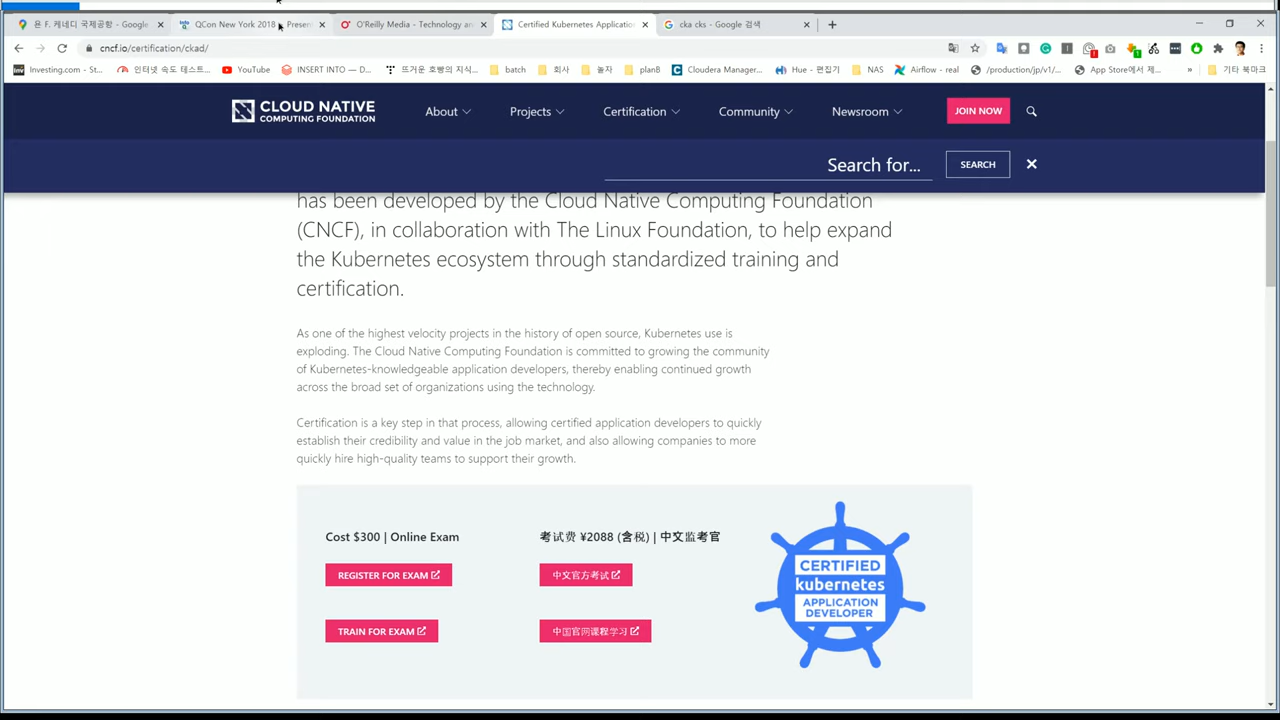 욘 F. 케네디 국제공항 - Google
QCon New York 2018
Presen
O'Reilly Media - Technology an
Certified Kubernetes Applicatio
cka cks - Google 검색
cncf.io/certification/ckad/
Investing.com - St...
인터넷 속도 테스트...
YouTube
INSERT INTO — D...
뜨거운 호빵의 지식...
batch
회사
놀자
plan8
Cloudera Manager...
Hue - 편집기
NAS
Airflow - real
/production/jp/v1/...
App Store에서 제...
»
기타 북마크
CLOUD NATIVE
COMPUTING FOUNDATION
About
Projects
Certification
Community
Newsroom
JOIN NOW
Search for...
SEARCH
has been developed by the Cloud Native Computing Foundation
(CNCF), in collaboration with The Linux Foundation, to help expand
the Kubernetes ecosystem through standardized training and
certification.
As one of the highest velocity projects in the history of open source, Kubernetes use is
exploding. The Cloud Native Computing Foundation is committed to growing the community
of Kubernetes-knowledgeable application developers, thereby enabling continued growth
across the broad set of organizations using the technology.
Certification is a key step in that process, allowing certified application developers to quickly
establish their credibility and value in the job market, and also allowing companies to more
quickly hire high-quality teams to support their growth.
Cost $300 | Online Exam
考试费 ¥2088 (含税) | 中文监考官
REGISTER FOR EXAM
中文官方考试
TRAIN FOR EXAM
中国官网课程学习
CERTIFIED
kubernetes
APPLICATION
DEVELOPER